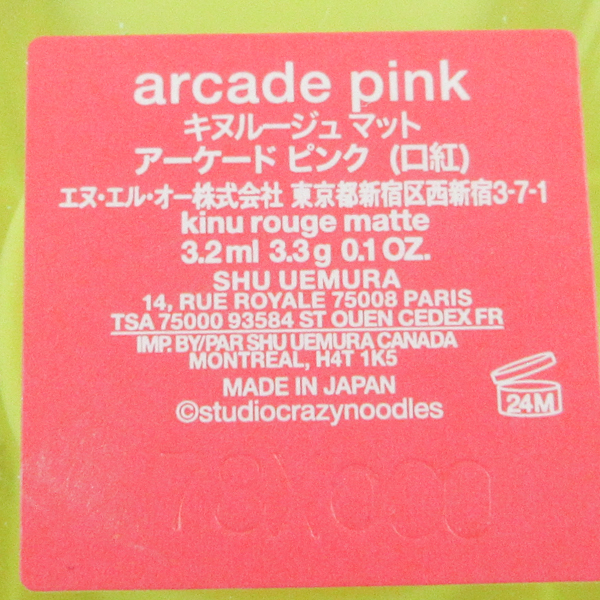 arcade pink
キヌルージュ マット
アーケード ピンク (口紅)
エヌ・エル・オー株式会社 東京都新宿区西新宿3-7-1
kinu rouge matte
3.2 ml 3.3 g 0.1 OZ.
SHU UEMURA
14, RUE ROYALE 75008 PARIS
TSA 75000 93584 ST OUEN CEDEX FR
IMP. BY/PAR SHU UEMURA CANADA
MONTREAL, H4T 1K5
MADE IN JAPAN
24M
©studiocrazynoodles
78X000